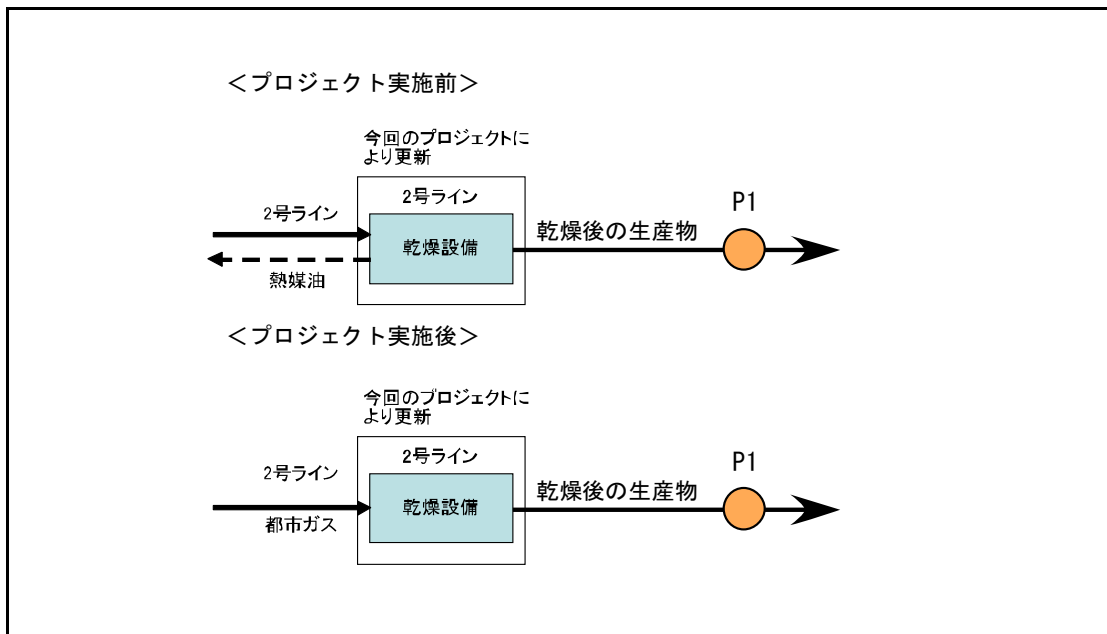 ＜プロジェクト実施前＞
今回のプロジェクトに
より更新
2号ライン
2号ライン
乾燥設備
熱媒油
乾燥後の生産物
P1
＜プロジェクト実施後＞
今回のプロジェクトに
より更新
2号ライン
2号ライン
乾燥設備
都市ガス
乾燥後の生産物
P1